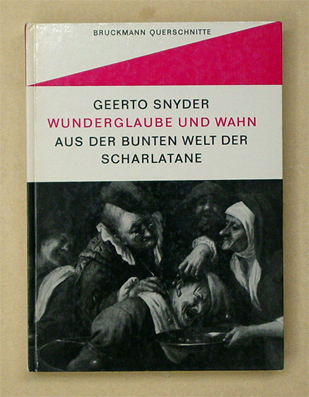 BRUCKMANN QUERSCHNITTE
GEERTO SNYDER
WUNDERGLAUBE UND WAHN
AUS DER BUNTEN WELT DER
SCHARLATANE